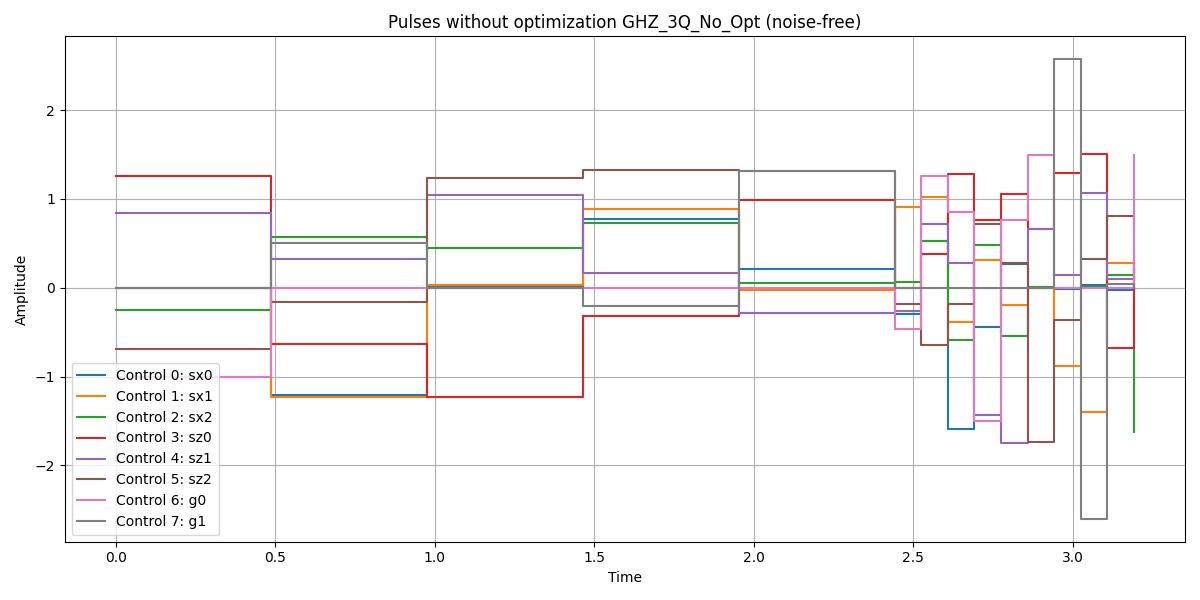 Pulses without optimization GHZ_3Q_No_Opt (noise-free)
Amplitude
2
1
0
−1
−2
Control 0: sx0
Control 1: sx1
Control 2: sx2
Control 3: sz0
Control 4: sz1
Control 5: sz2
Control 6: g0
Control 7: g1
0.0 0.5 1.0 1.5 2.0 2.5 3.0
Time